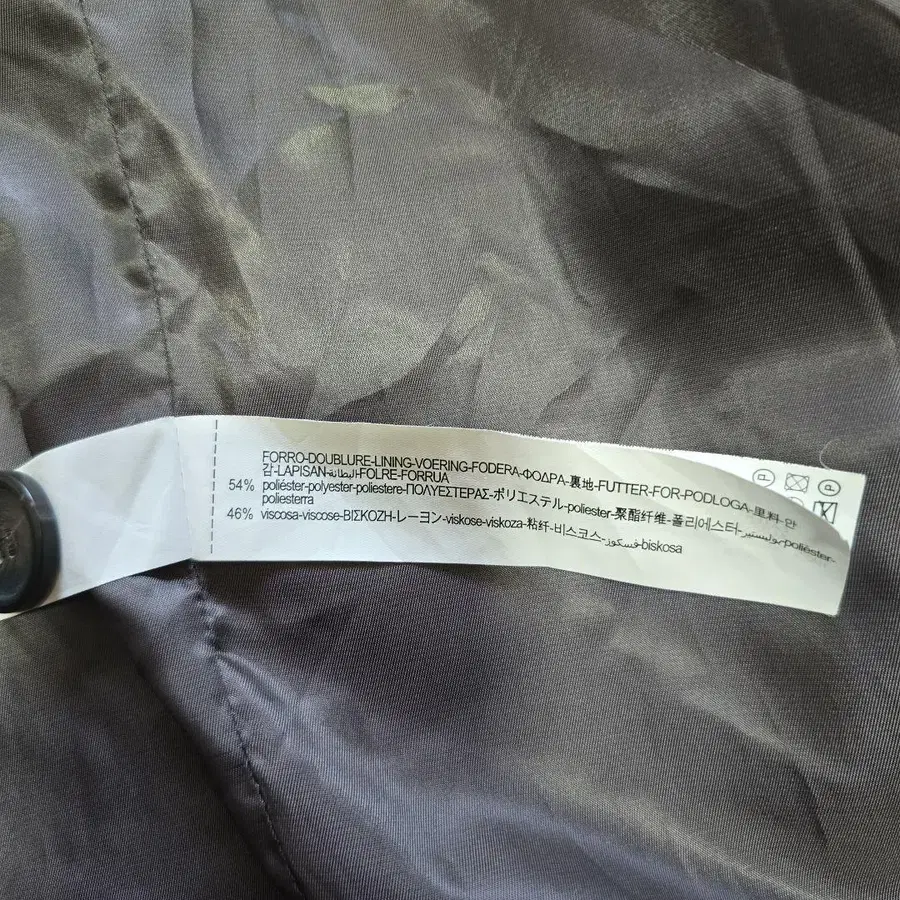 FORRO-DOUBLURE-LINING-VOERING-FODERA-ΦΟΔΡΑ-裏地-FUTTER-FOR-PODLOGA-里料-안
감-LAPISAN-البطانة-FOLRE-FORRUA
54% poliéster-polyester-poliestere-ΠΟΛΥΕΣΤΕΡΑΣ-ポリエステル-poliester-聚酯纤维-폴리에스터-بوليستير-polièster-
poliesterra
46% viscosa-viscose-ΒΙΣΚΟΖΗ-レーヨン-viskose-viskoza-粘纤-비스코스-فسكوز-biskosa